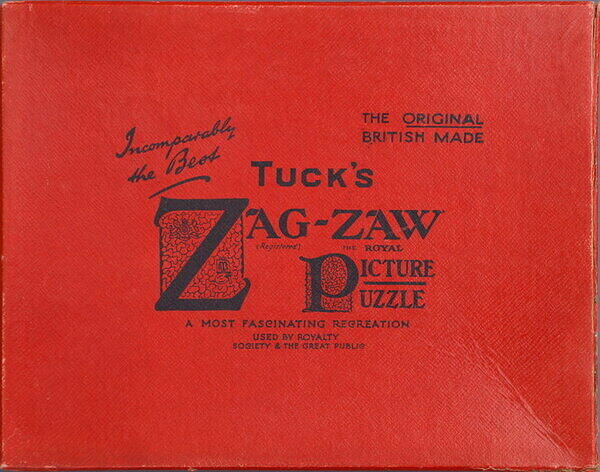 Incomparably
the Best
THE ORIGINAL
BRITISH MADE
TUCK'S
ZAG-ZAW
(Registered)
THE ROYAL
PICTURE
PUZZLE
A MOST FASCINATING RECREATION
USED BY ROYALTY
SOCIETY & THE GREAT PUBLIC